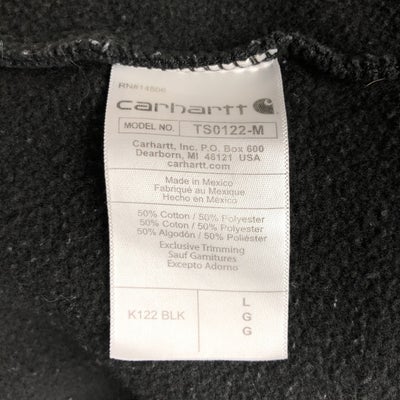 RN#14806
carhartt
MODEL NO. TS0122-M
Carhartt, Inc. P.O. Box 600
Dearborn, MI 48121 USA
carhartt.com
Made in Mexico
Fabriqué au Mexique
Hecho en México
50% Cotton / 50% Polyester
50% Coton / 50% Polyester
50% Algodón / 50% Polyester
Exclusive Trimming
Sauf Garnitures
Excepto Adorno
K122 BLK
L
G
G